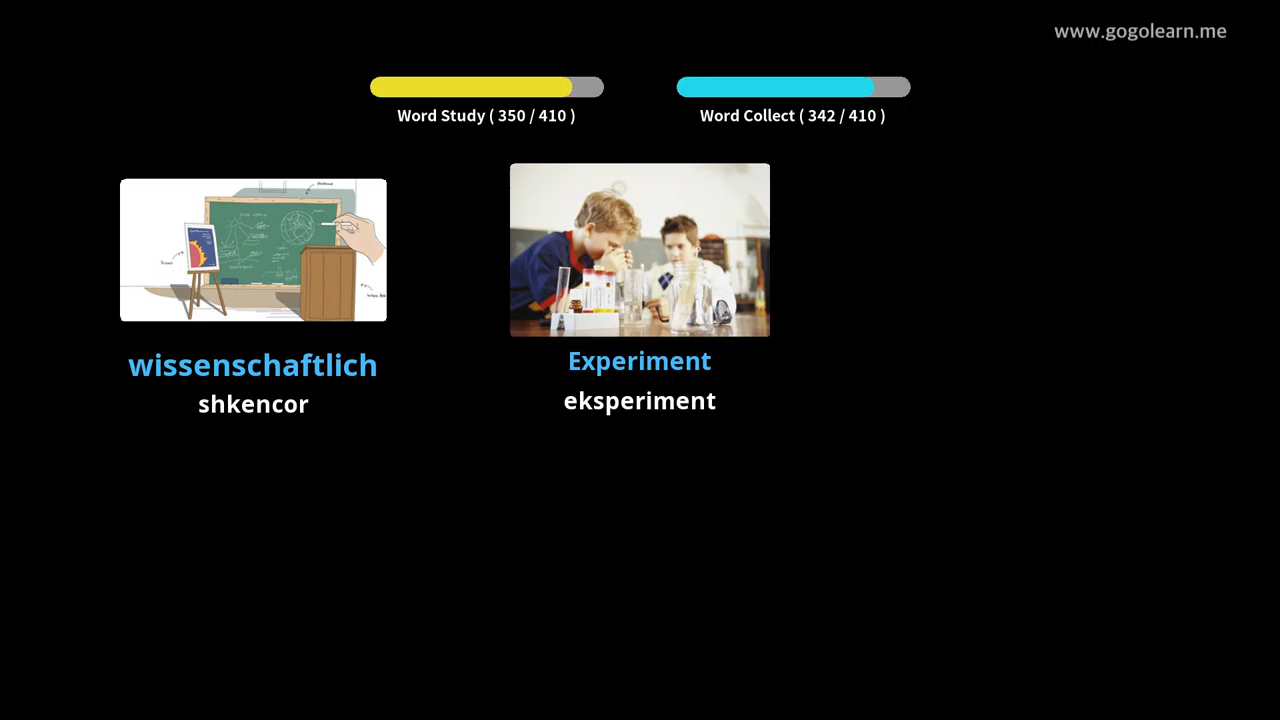 www.gogolearn.me
Word Study ( 350 / 410 )
Word Collect ( 342 / 410 )
wissenschaftlich
shkencor
Experiment
eksperiment